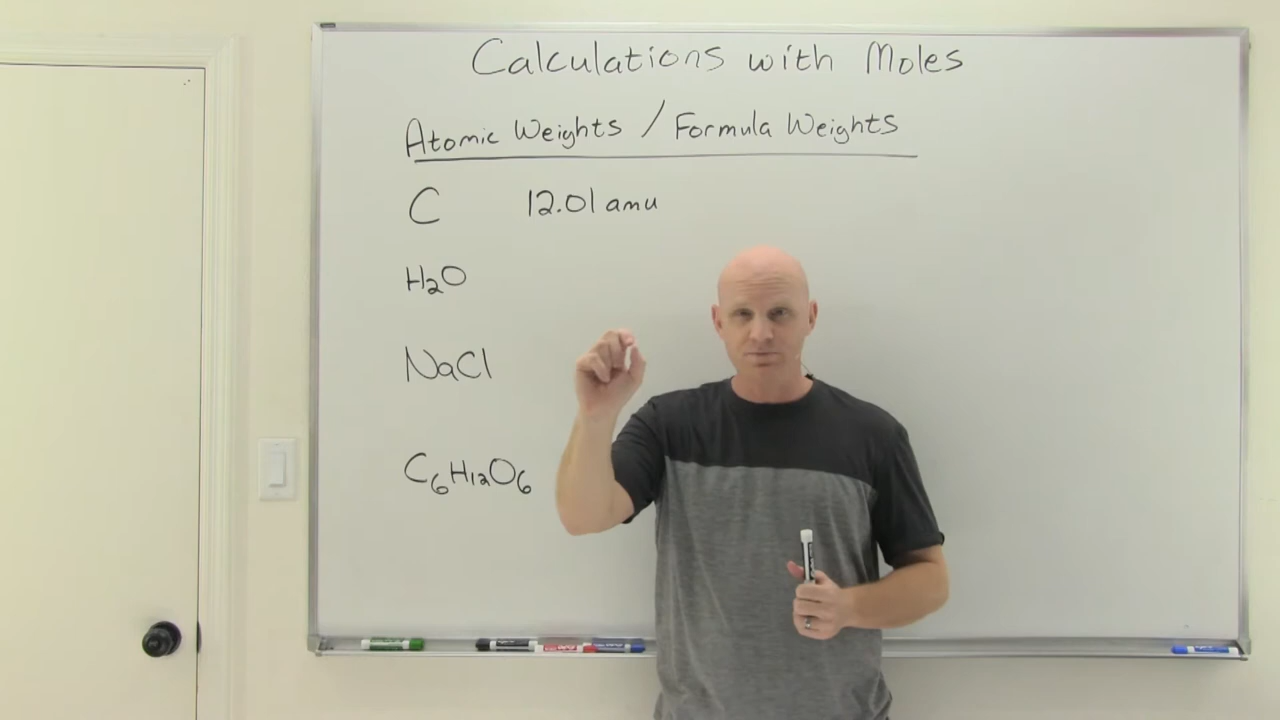 Calculations with Moles
Atomic Weights / Formula Weights
C 12.01 amu
H₂O
NaCl
C₆H₁₂O₆